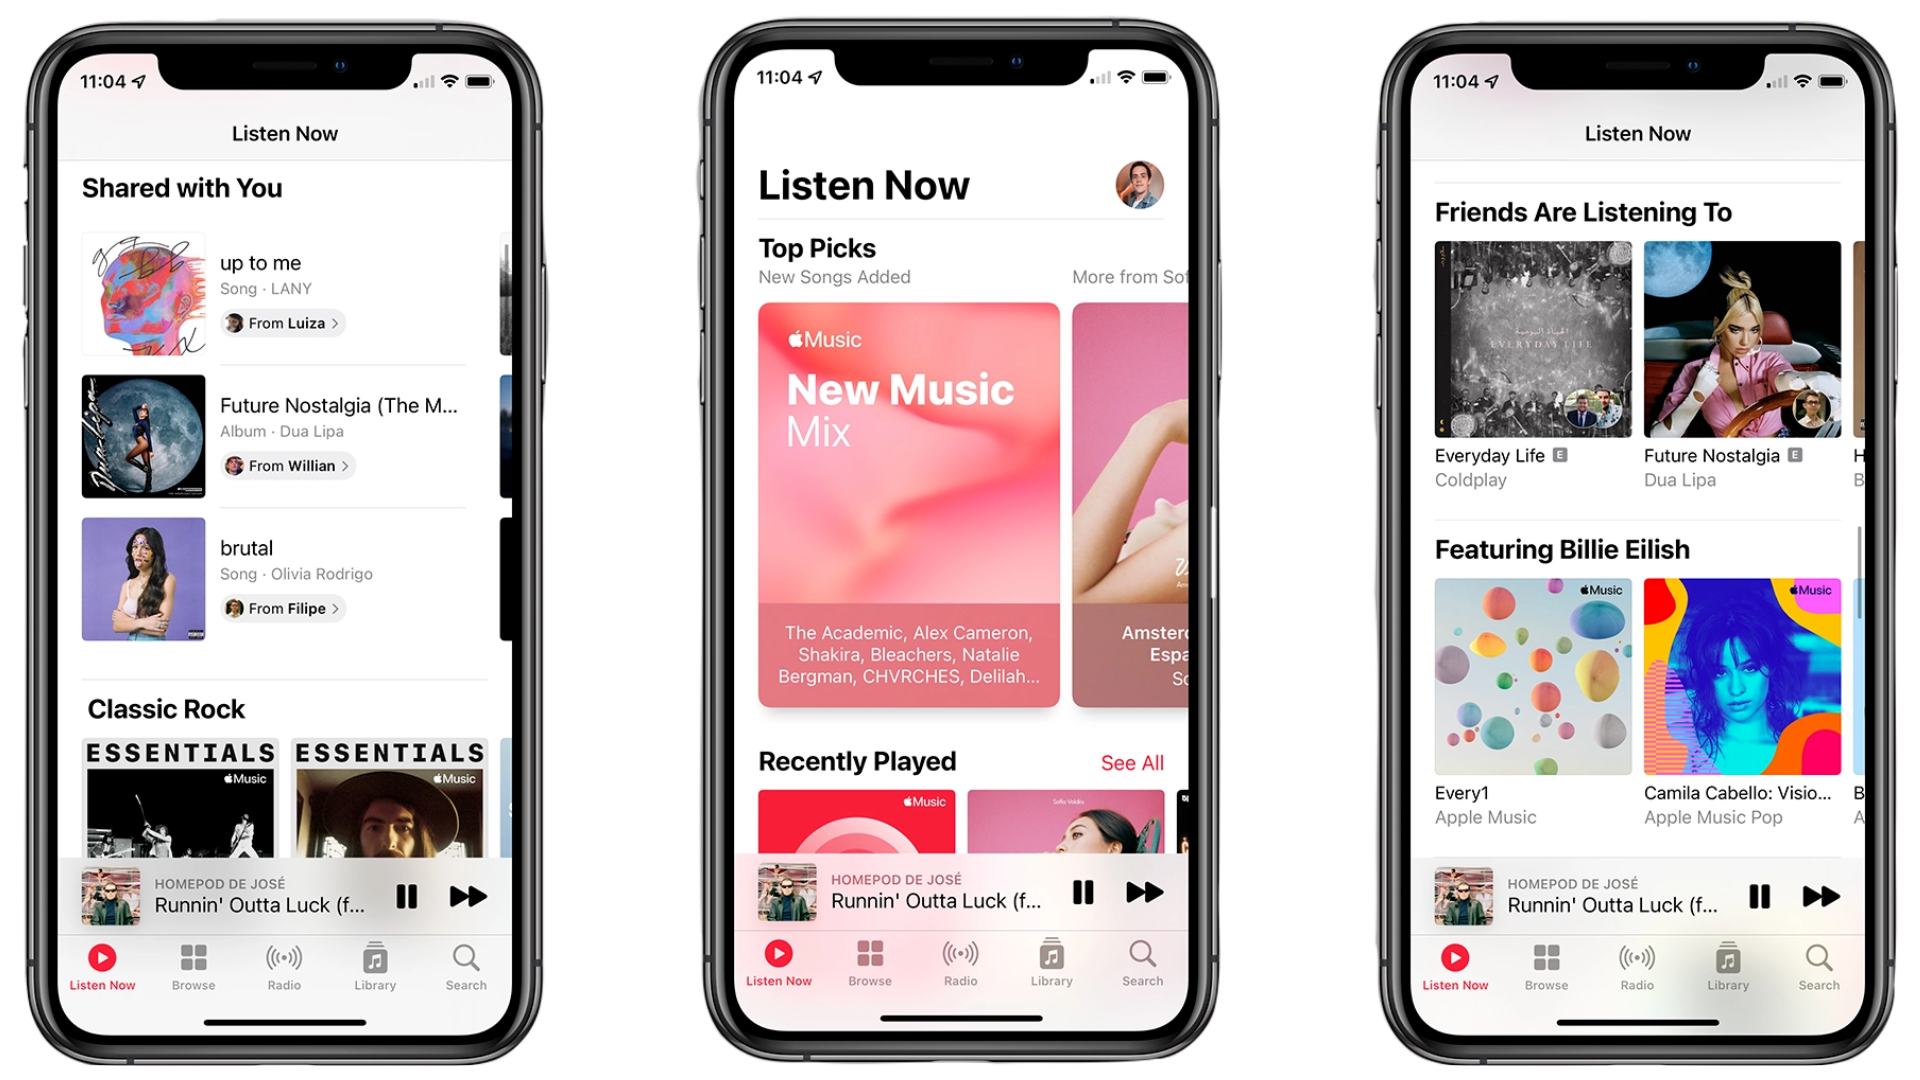 11:04
Listen Now
Shared with You
up to me
Song · LANY
From Luiza >
Future Nostalgia (The M...
Album · Dua Lipa
From Willian >
brutal
Song · Olivia Rodrigo
From Filipe >
Classic Rock
ESSENTIALS
Music
ESSENTIALS
Music
HOMEPOD DE JOSÉ
Runnin' Outta Luck (f...
Listen Now
Browse
Radio
Library
Search
11:04
Listen Now
Top Picks
New Songs Added
More from Sof
Music
New Music
Mix
The Academic, Alex Cameron,
Shakira, Bleachers, Natalie
Bergman, CHVRCHES, Delilah...
Amsterd
Espa
So
Recently Played
See All
Music
HOMEPOD DE JOSÉ
Runnin' Outta Luck (f...
Listen Now
Browse
Radio
Library
Search
11:04
Listen Now
Friends Are Listening To
EVERYDAY LIFE
Everyday Life E
Coldplay
Future Nostalgia E
Dua Lipa
H
B
Featuring Billie Eilish
Music
Music
Every1
Apple Music
Camila Cabello: Visio...
Apple Music Pop
B
A
HOMEPOD DE JOSÉ
Runnin' Outta Luck (f...
Listen Now
Browse
Radio
Library
Search